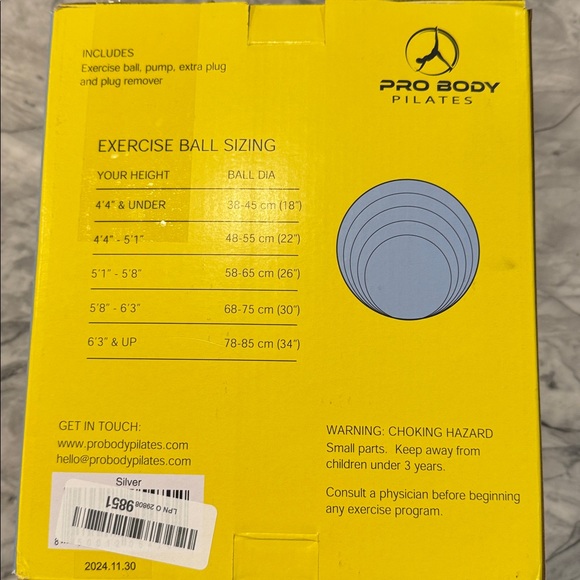 INCLUDES
Exercise ball, pump, extra plug
and plug remover
PRO BODY
PILATES
EXERCISE BALL SIZING
YOUR HEIGHT BALL DIA
4'4" & UNDER 38-45 cm (18")
4'4" - 5'1" 48-55 cm (22")
5'1" - 5'8" 58-65 cm (26")
5'8" - 6'3" 68-75 cm (30")
6'3" & UP 78-85 cm (34")
GET IN TOUCH:
www.probodypilates.com
hello@probodypilates.com
WARNING: CHOKING HAZARD
Small parts. Keep away from
children under 3 years.
Consult a physician before beginning
any exercise program.
Silver
LPN O 29808
9851
2024.11.30